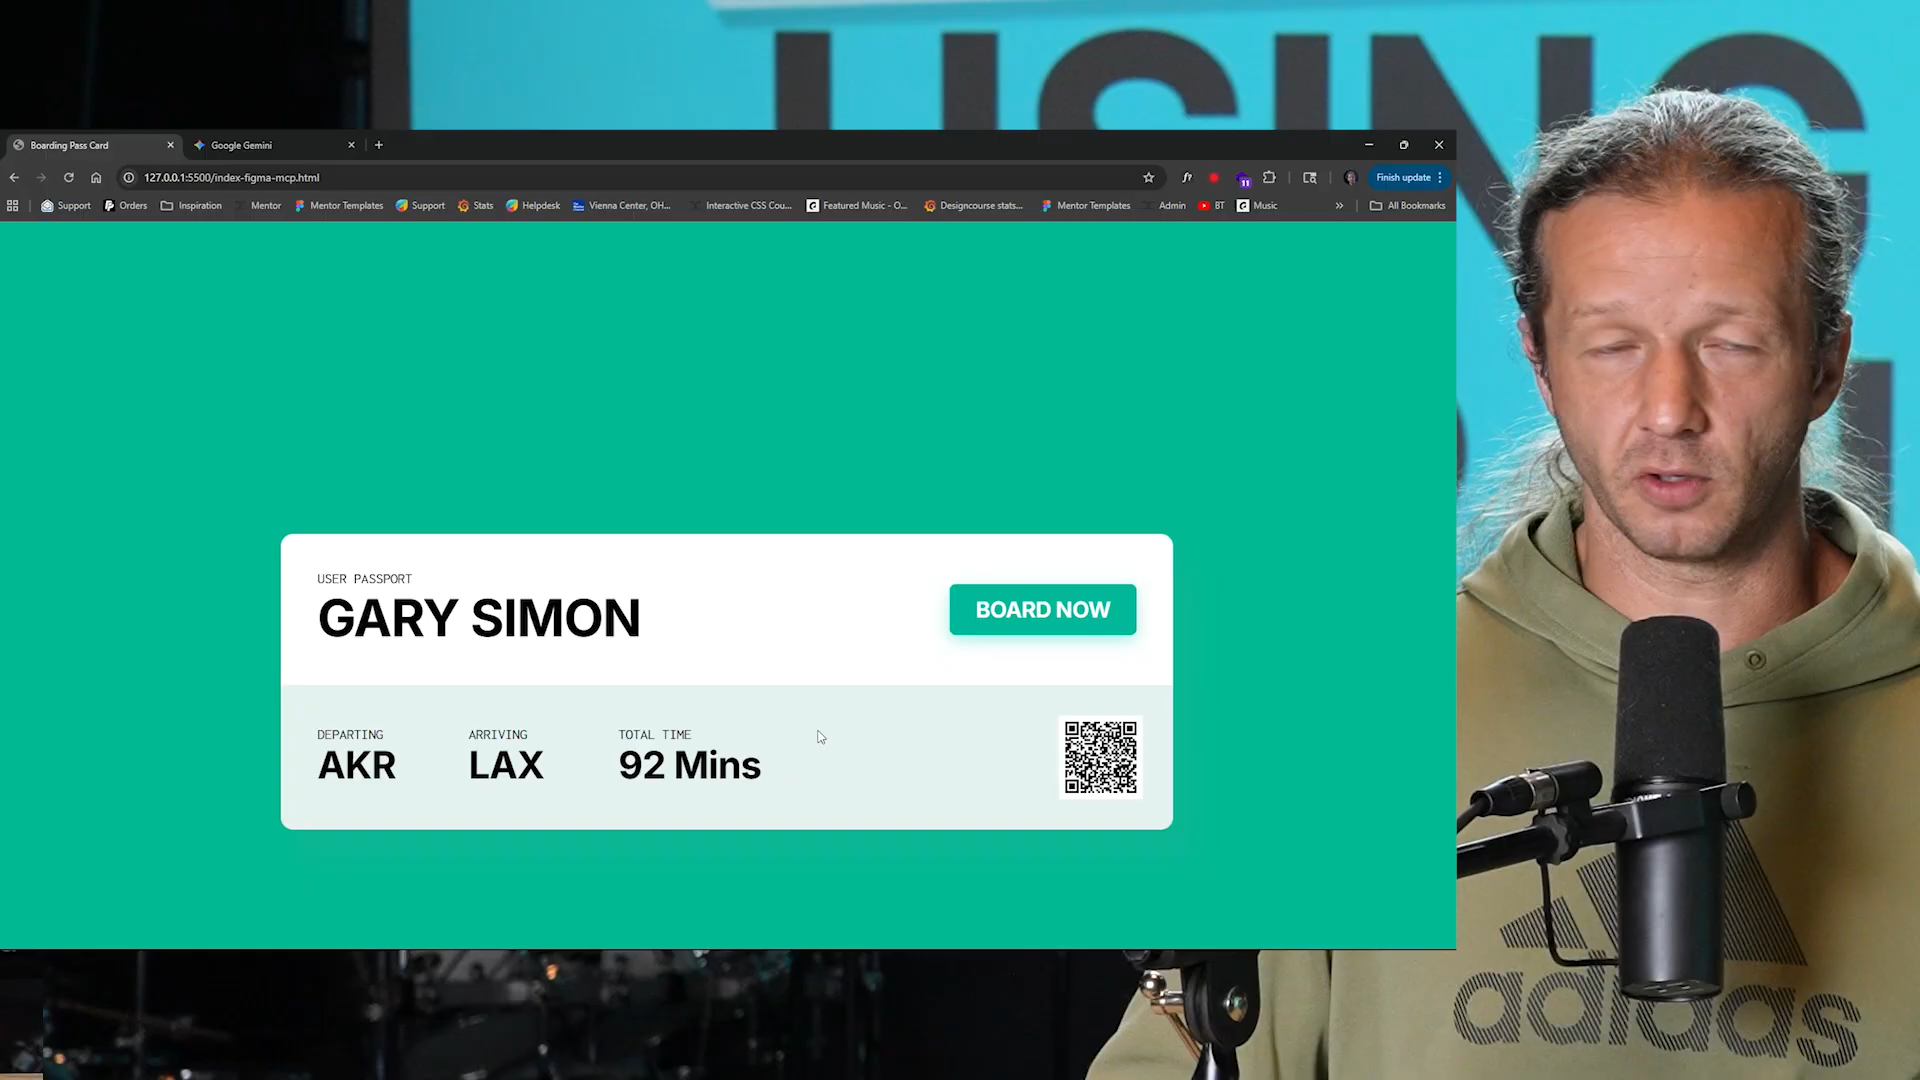 USING
Boarding Pass Card
Google Gemini
127.0.0.1:5500/index-figma-mcp.html
11
Finish update
Support
Orders
Inspiration
Mentor
Mentor Templates
Support
Stats
Helpdesk
Vienna Center, OH...
Interactive CSS Cou...
Featured Music - O...
Designcourse stats...
Mentor Templates
Admin
BT
Music
»
All Bookmarks
USER PASSPORT
GARY SIMON
BOARD NOW
DEPARTING
ARRIVING
TOTAL TIME
AKR
LAX
92 Mins
adidas